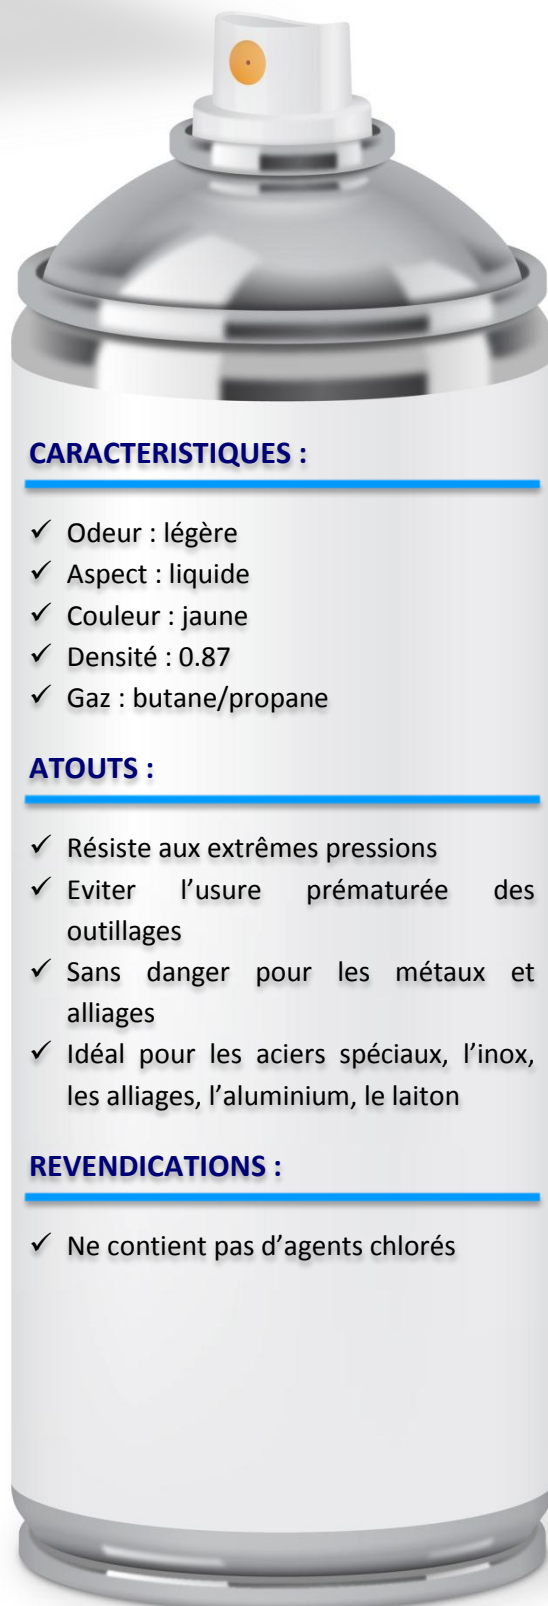 CARACTERISTIQUES :
✓ Odeur : légère
✓ Aspect : liquide
✓ Couleur : jaune
✓ Densité : 0.87
✓ Gaz : butane/propane
ATOUTS :
✓ Résiste aux extrêmes pressions
✓ Eviter l’usure prématurée des
outillages
✓ Sans danger pour les métaux et
alliages
✓ Idéal pour les aciers spéciaux, l’inox,
les alliages, l’aluminium, le laiton
REVENDICATIONS :
✓ Ne contient pas d’agents chlorés